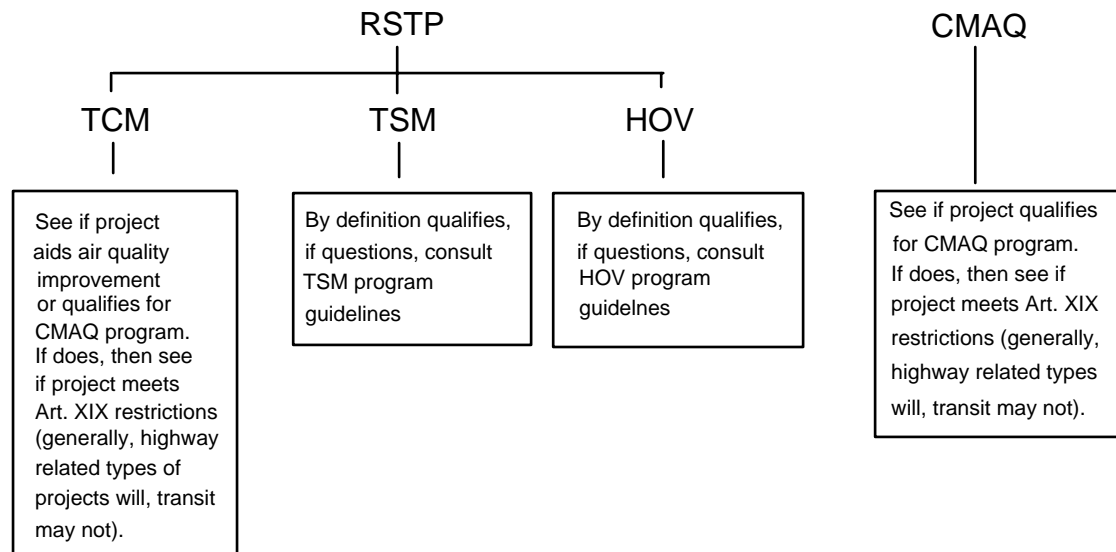 RSTP
CMAQ
TCM
TSM
HOV
See if project
aids air quality
improvement
or qualifies for
CMAQ program.
If does, then see
if project meets
Art. XIX restrictions
(generally, highway
related types of
projects will, transit
may not).
By definition qualifies,
if questions, consult
TSM program
guidelines
By definition qualifies,
if questions, consult
HOV program
guidelnes
See if project qualifies
for CMAQ program.
If does, then see if
project meets Art. XIX
restrictions (generally,
highway related types
will, transit may not).